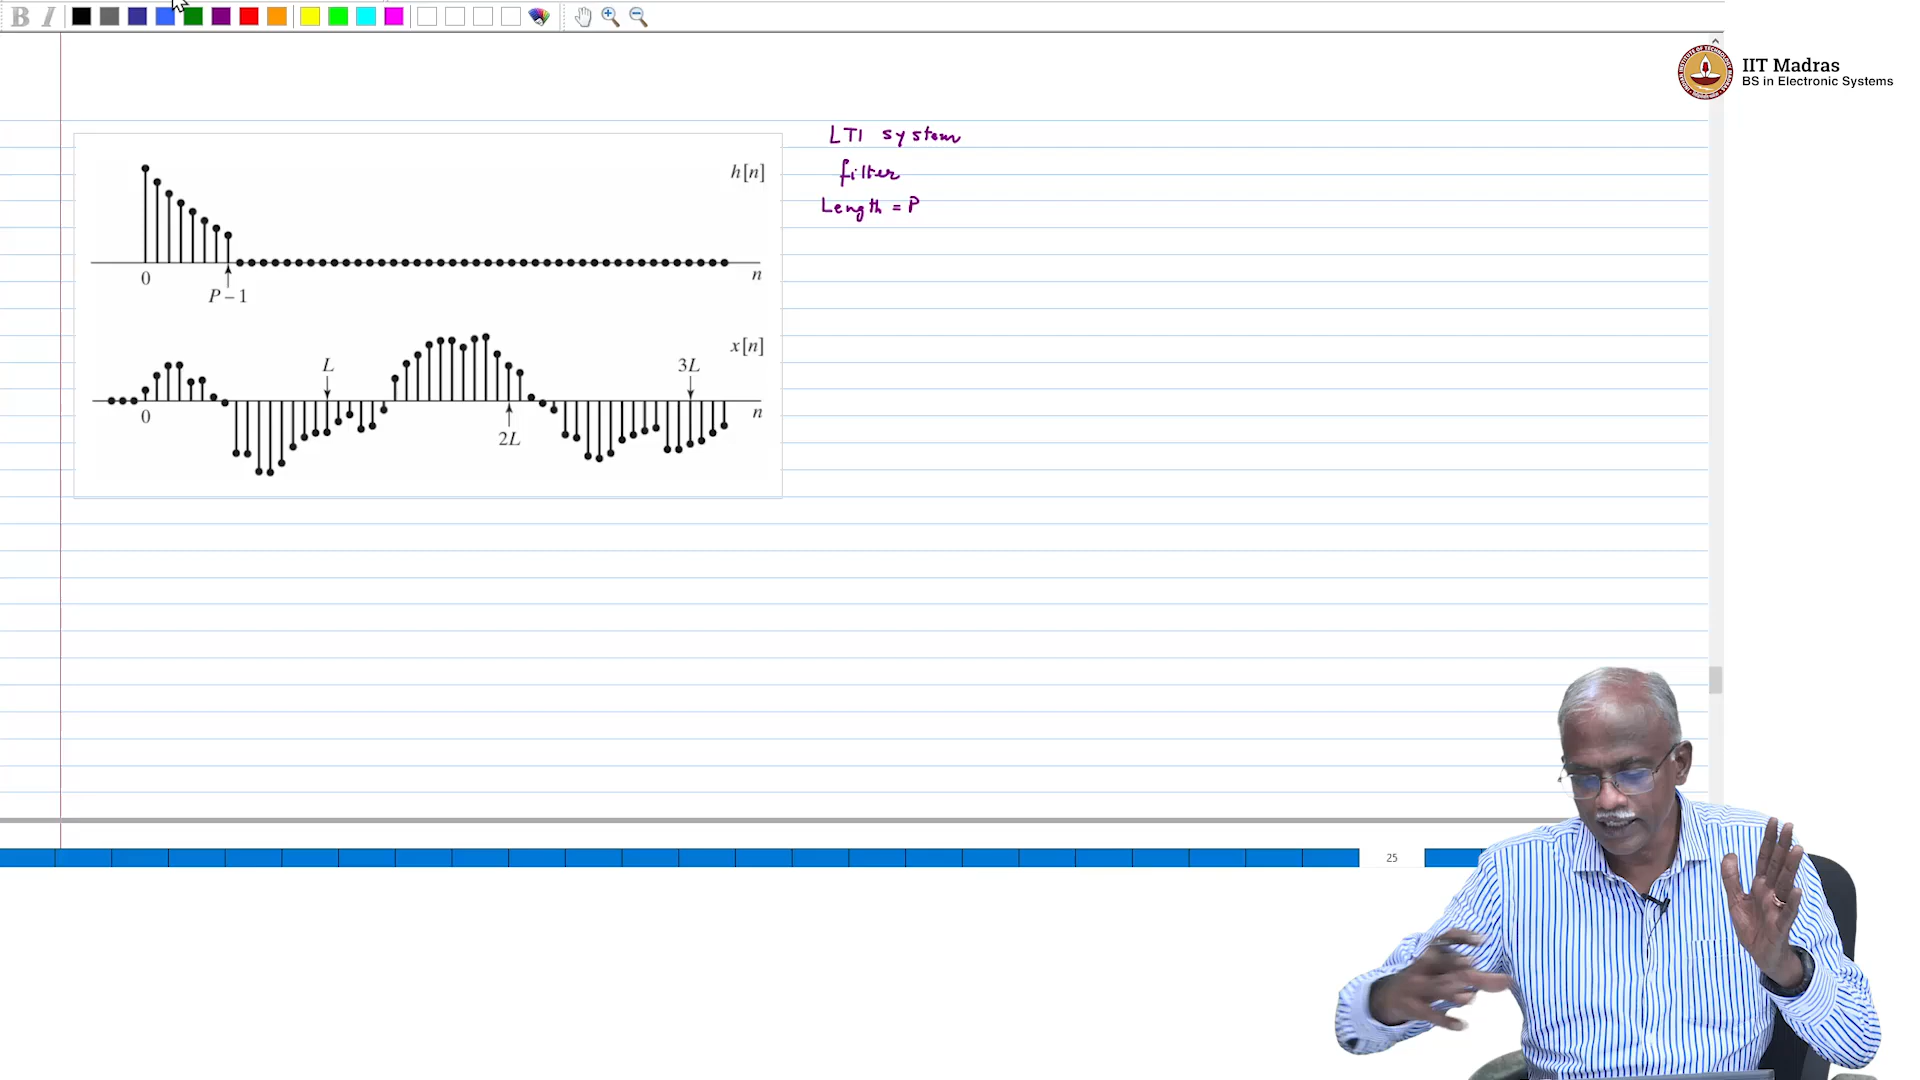 B I
IIT Madras
BS in Electronic Systems
LTI system
h[n]
filter
Length = P
0
n
P – 1
x[n]
L
3L
0
n
2L
25